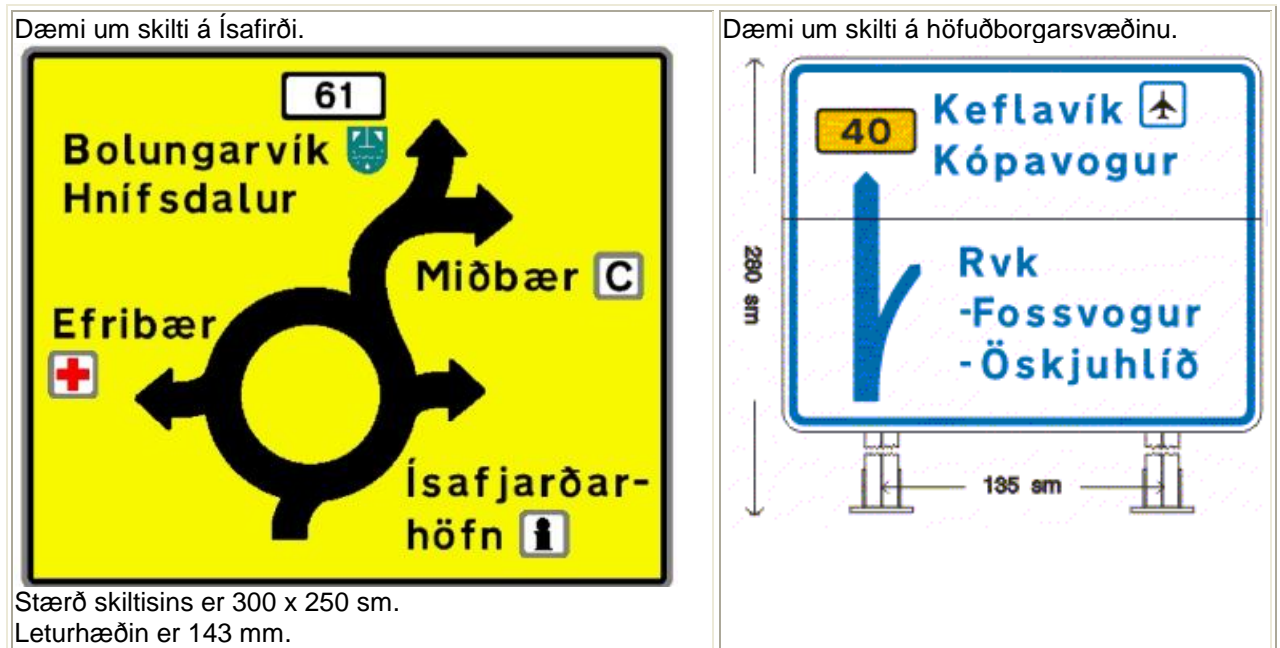 Dæmi um skilti á Ísafirði.
61
Bolungarvík
Hnífsdalur
Miðbær C
Efribær
Ísafjarðar-
höfn
Stærð skiltisins er 300 x 250 sm.
Leturhæðin er 143 mm.
Dæmi um skilti á höfuðborgarsvæðinu.
40
Keflavík
Kópavogur
280 sm
Rvk
-Fossvogur
-Öskjuhlíð
135 sm